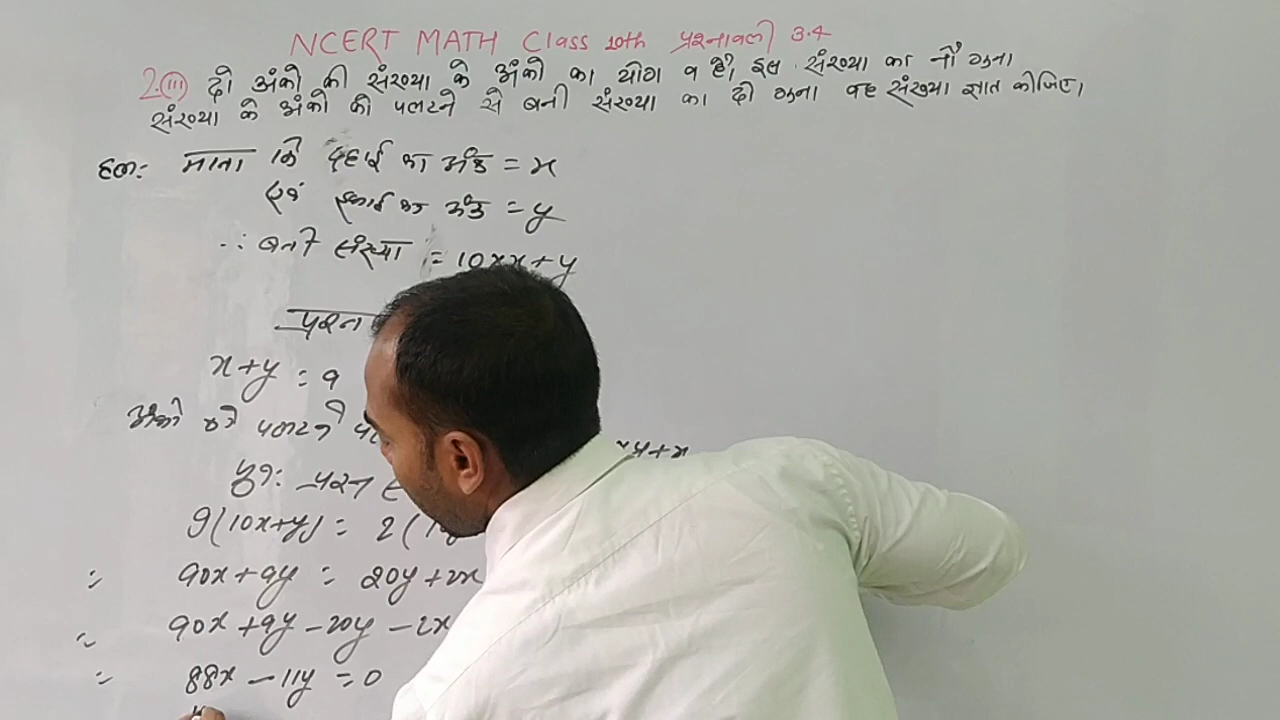 NCERT MATH Class 10th प्रश्नावली 3.4
2.(iii) दो अंको की संख्या के अंको का योग 9 है, इस संख्या का नौ गुना
संख्या के अंको को पलटने से बनी संख्या का दो गुना वह संख्या ज्ञात कीजिए।
हल:- माना कि दहाई का अंक = x
एवं इकाई का अंक = y
∴ बनी संख्या = 10×x+y
प्रश्न
x+y = 9
अंको को पलटने
y+x
पुन: प्रश्न
9(10x+y) = 2(
= 90x+9y = 20y+2x
= 90x+9y-20y-2x
= 88x-11y=0